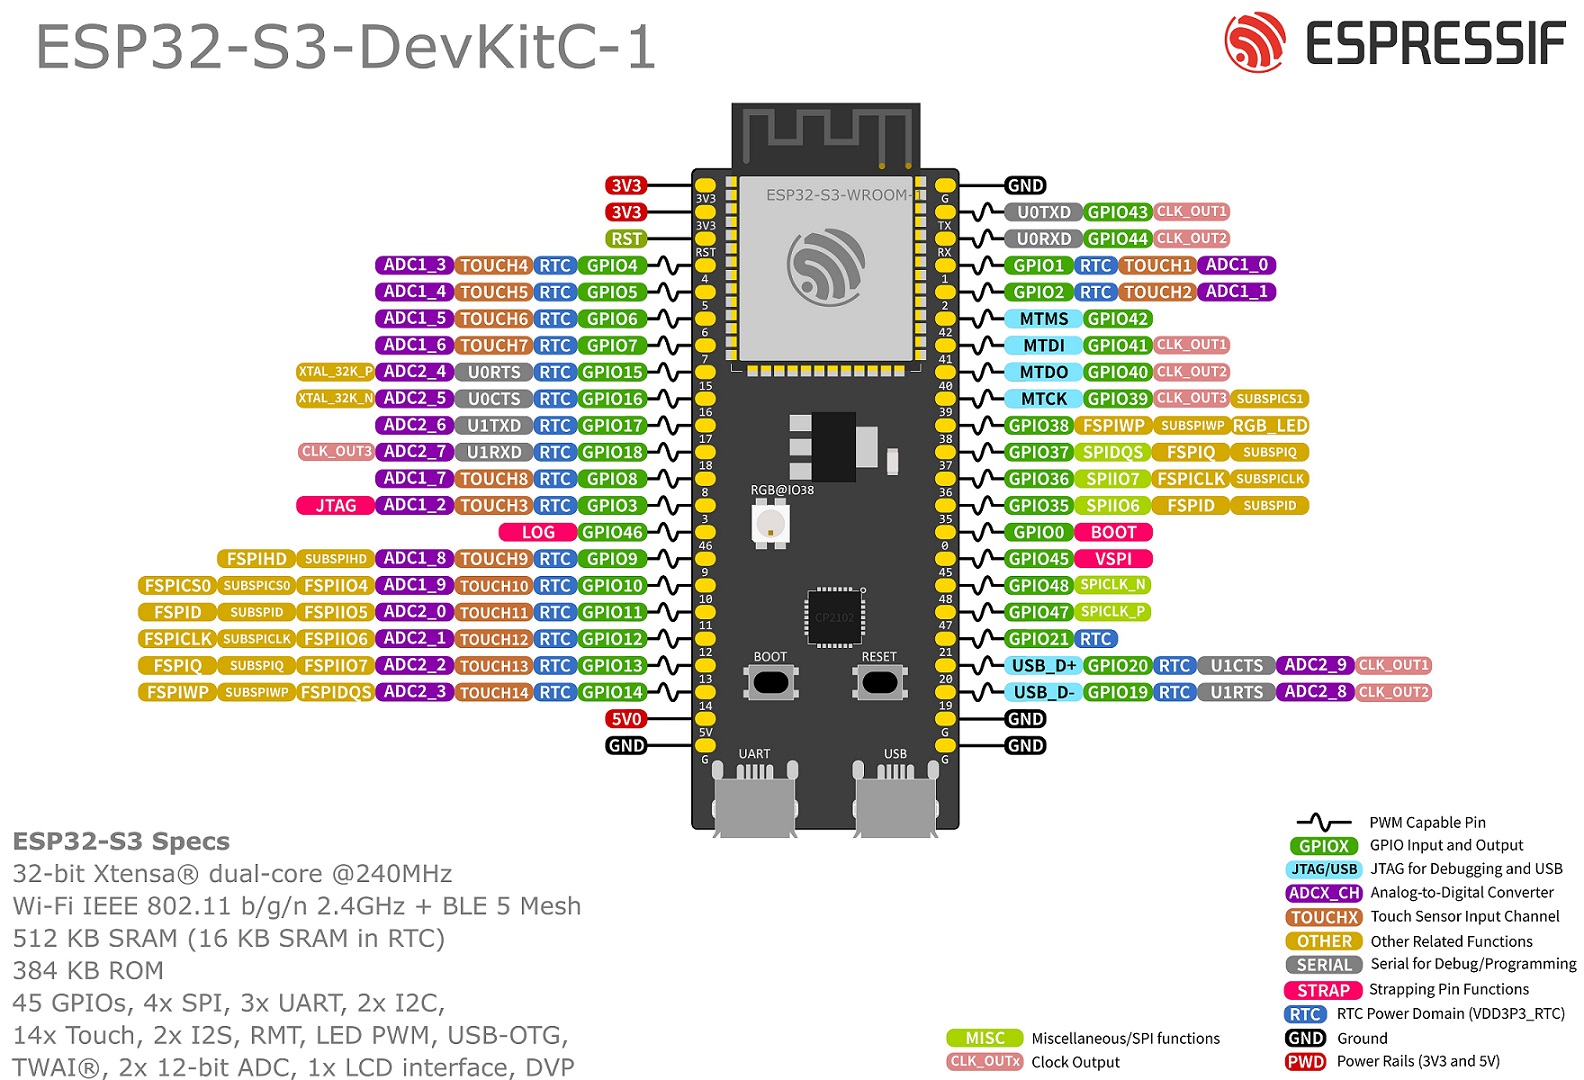 ESP32-S3-DevKitC-1
ESPRESSIF
ESP32-S3-WROOM-1
3V3 3V3 G GND
3V3 3V3 TX U0TXD GPIO43 CLK_OUT1
RST RST RX U0RXD GPIO44 CLK_OUT2
ADC1_3 TOUCH4 RTC GPIO4 4 1 GPIO1 RTC TOUCH1 ADC1_0
ADC1_4 TOUCH5 RTC GPIO5 5 2 GPIO2 RTC TOUCH2 ADC1_1
ADC1_5 TOUCH6 RTC GPIO6 6 42 MTMS GPIO42
ADC1_6 TOUCH7 RTC GPIO7 7 41 MTDI GPIO41 CLK_OUT1
XTAL_32K_P ADC2_4 U0RTS RTC GPIO15 15 40 MTDO GPIO40 CLK_OUT2
XTAL_32K_N ADC2_5 U0CTS RTC GPIO16 16 39 MTCK GPIO39 CLK_OUT3 SUBSPICS1
ADC2_6 U1TXD RTC GPIO17 17 38 GPIO38 FSPIWP SUBSPIWP RGB_LED
CLK_OUT3 ADC2_7 U1RXD RTC GPIO18 18 37 GPIO37 SPIDQS FSPIQ SUBSPIQ
ADC1_7 TOUCH8 RTC GPIO8 8 36 GPIO36 SPIIO7 FSPICLK SUBSPICLK
RGB@IO38
JTAG ADC1_2 TOUCH3 RTC GPIO3 3 35 GPIO35 SPIIO6 FSPID SUBSPID
LOG GPIO46 46 0 GPIO0 BOOT
FSPIHD SUBSPIHD ADC1_8 TOUCH9 RTC GPIO9 9 45 GPIO45 VSPI
FSPICS0 SUBSPICS0 FSPIIO4 ADC1_9 TOUCH10 RTC GPIO10 10 48 GPIO48 SPICLK_N
FSPID SUBSPID FSPIIO5 ADC2_0 TOUCH11 RTC GPIO11 11 47 GPIO47 SPICLK_P
CP2102
FSPICLK SUBSPICLK FSPIIO6 ADC2_1 TOUCH12 RTC GPIO12 12 21 GPIO21 RTC
BOOT RESET
FSPIQ SUBSPIQ FSPIIO7 ADC2_2 TOUCH13 RTC GPIO13 13 20 USB_D+ GPIO20 RTC U1CTS ADC2_9 CLK_OUT1
FSPIWP SUBSPIWP FSPIDQS ADC2_3 TOUCH14 RTC GPIO14 14 19 USB_D- GPIO19 RTC U1RTS ADC2_8 CLK_OUT2
5V0 5V G GND
GND G G GND
UART USB
ESP32-S3 Specs
32-bit Xtensa® dual-core @240MHz
Wi-Fi IEEE 802.11 b/g/n 2.4GHz + BLE 5 Mesh
512 KB SRAM (16 KB SRAM in RTC)
384 KB ROM
45 GPIOs, 4x SPI, 3x UART, 2x I2C,
14x Touch, 2x I2S, RMT, LED PWM, USB-OTG,
TWAI®, 2x 12-bit ADC, 1x LCD interface, DVP
MISC Miscellaneous/SPI functions
CLK_OUTx Clock Output
PWM Capable Pin
GPIOX GPIO Input and Output
JTAG/USB JTAG for Debugging and USB
ADCX_CH Analog-to-Digital Converter
TOUCHX Touch Sensor Input Channel
OTHER Other Related Functions
SERIAL Serial for Debug/Programming
STRAP Strapping Pin Functions
RTC RTC Power Domain (VDD3P3_RTC)
GND Ground
PWD Power Rails (3V3 and 5V)